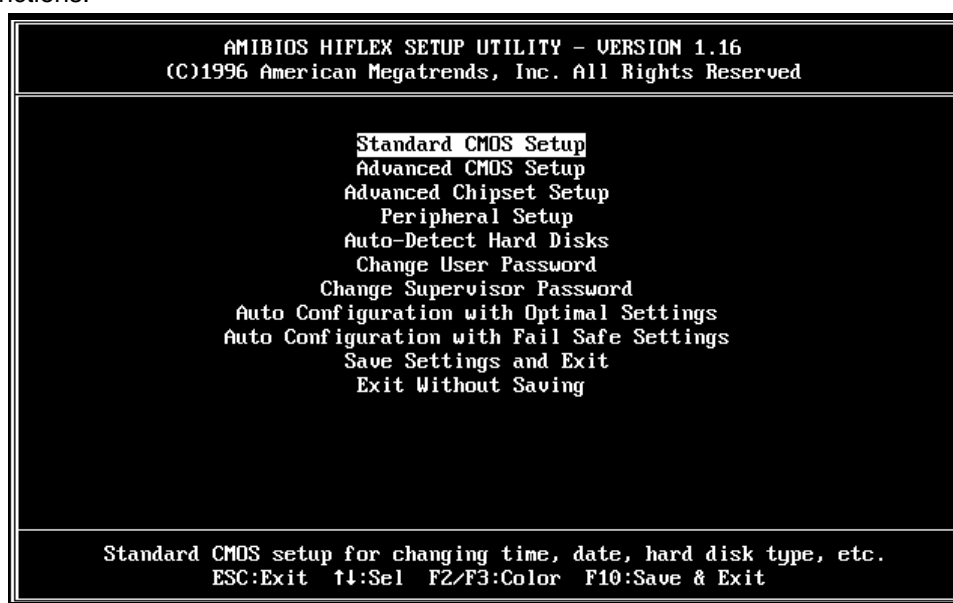 nctions.
AMIBIOS HIFLEX SETUP UTILITY – VERSION 1.16
(C)1996 American Megatrends, Inc. All Rights Reserved
Standard CMOS Setup
Advanced CMOS Setup
Advanced Chipset Setup
Peripheral Setup
Auto-Detect Hard Disks
Change User Password
Change Supervisor Password
Auto Configuration with Optimal Settings
Auto Configuration with Fail Safe Settings
Save Settings and Exit
Exit Without Saving
Standard CMOS setup for changing time, date, hard disk type, etc.
ESC:Exit ↑↓:Sel F2/F3:Color F10:Save & Exit